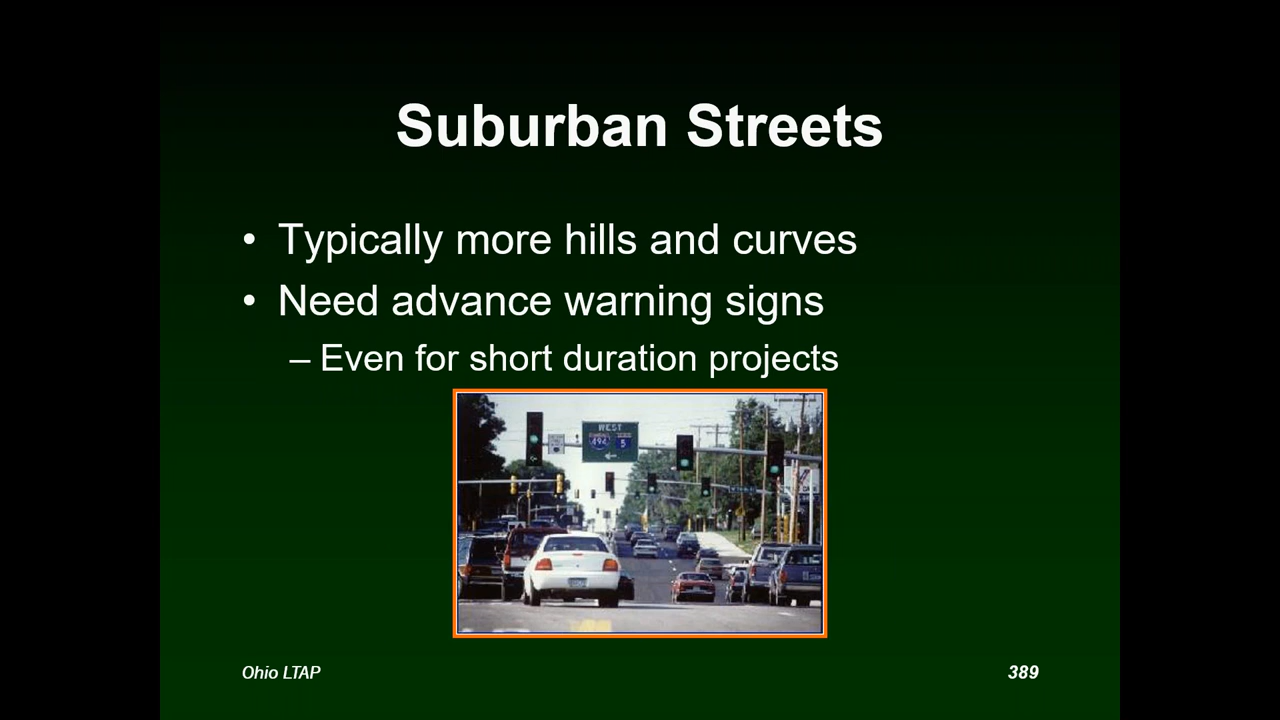 Suburban Streets
• Typically more hills and curves
• Need advance warning signs
– Even for short duration projects
WEST
494
5
Ohio LTAP
389